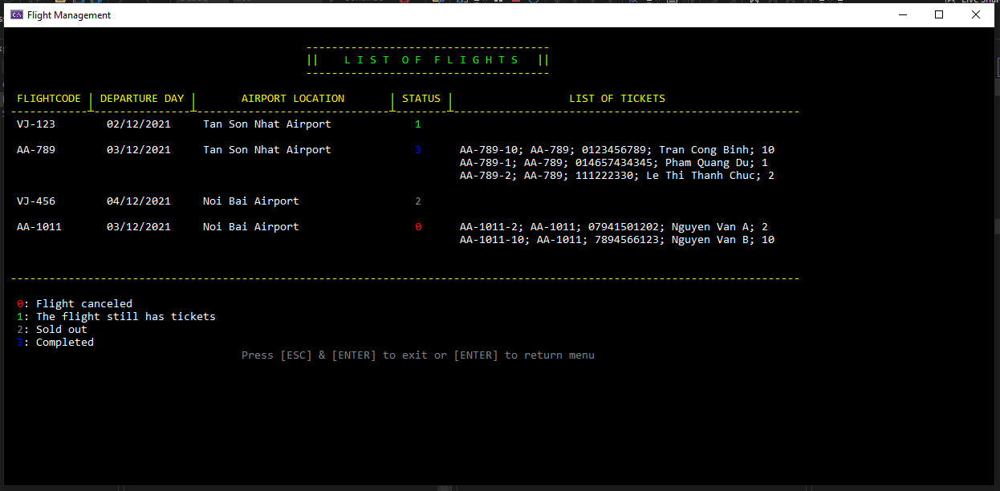 Flight Management
|| L I S T O F F L I G H T S ||
FLIGHTCODE | DEPARTURE DAY | AIRPORT LOCATION | STATUS | LIST OF TICKETS
VJ-123 02/12/2021 Tan Son Nhat Airport 1
AA-789 03/12/2021 Tan Son Nhat Airport 3 AA-789-10; AA-789; 0123456789; Tran Cong Binh; 10
AA-789-1; AA-789; 014657434345; Pham Quang Du; 1
AA-789-2; AA-789; 111222330; Le Thi Thanh Chuc; 2
VJ-456 04/12/2021 Noi Bai Airport 2
AA-1011 03/12/2021 Noi Bai Airport 0 AA-1011-2; AA-1011; 07941501202; Nguyen Van A; 2
AA-1011-10; AA-1011; 7894566123; Nguyen Van B; 10
0: Flight canceled
1: The flight still has tickets
2: Sold out
3: Completed
Press [ESC] & [ENTER] to exit or [ENTER] to return menu